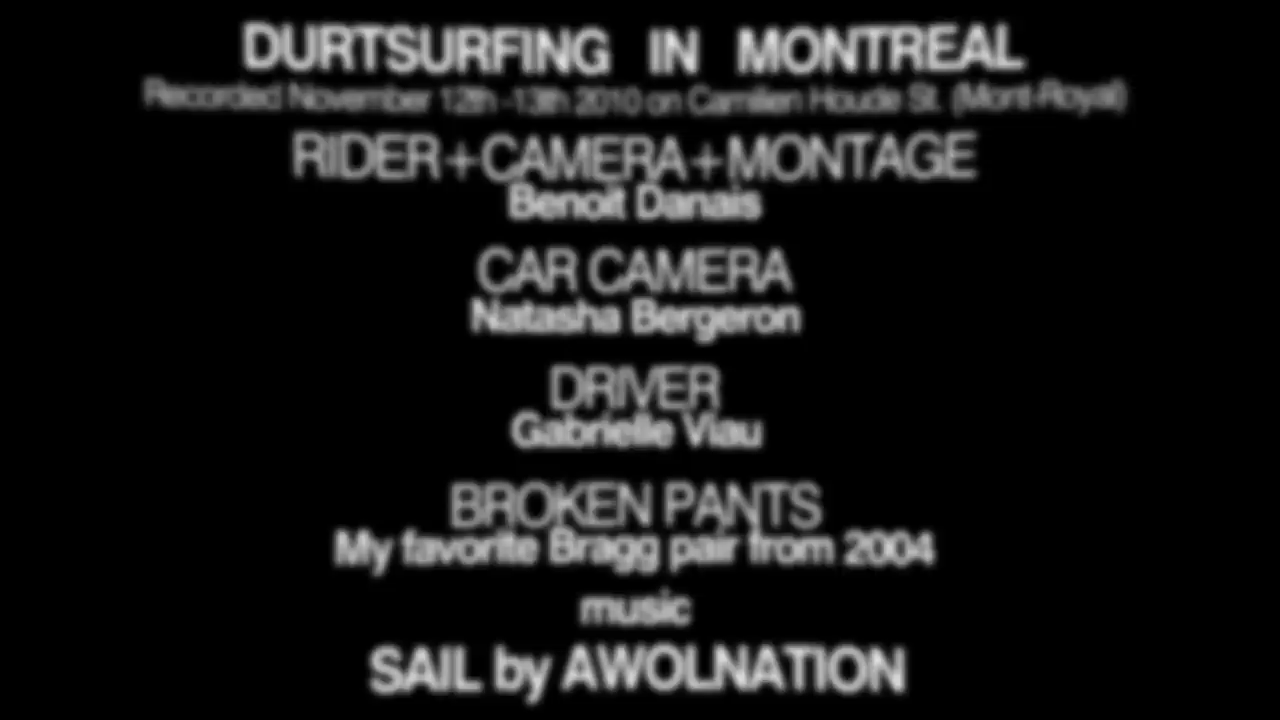 DURTSURFING IN MONTREAL
Recorded November 12th -13th 2010 on Camilien Houde St. (Mont-Royal)
RIDER+CAMERA+MONTAGE
Benoit Danais
CAR CAMERA
Natasha Bergeron
DRIVER
Gabrielle Viau
BROKEN PANTS
My favorite Bragg pair from 2004
music
SAIL by AWOLNATION